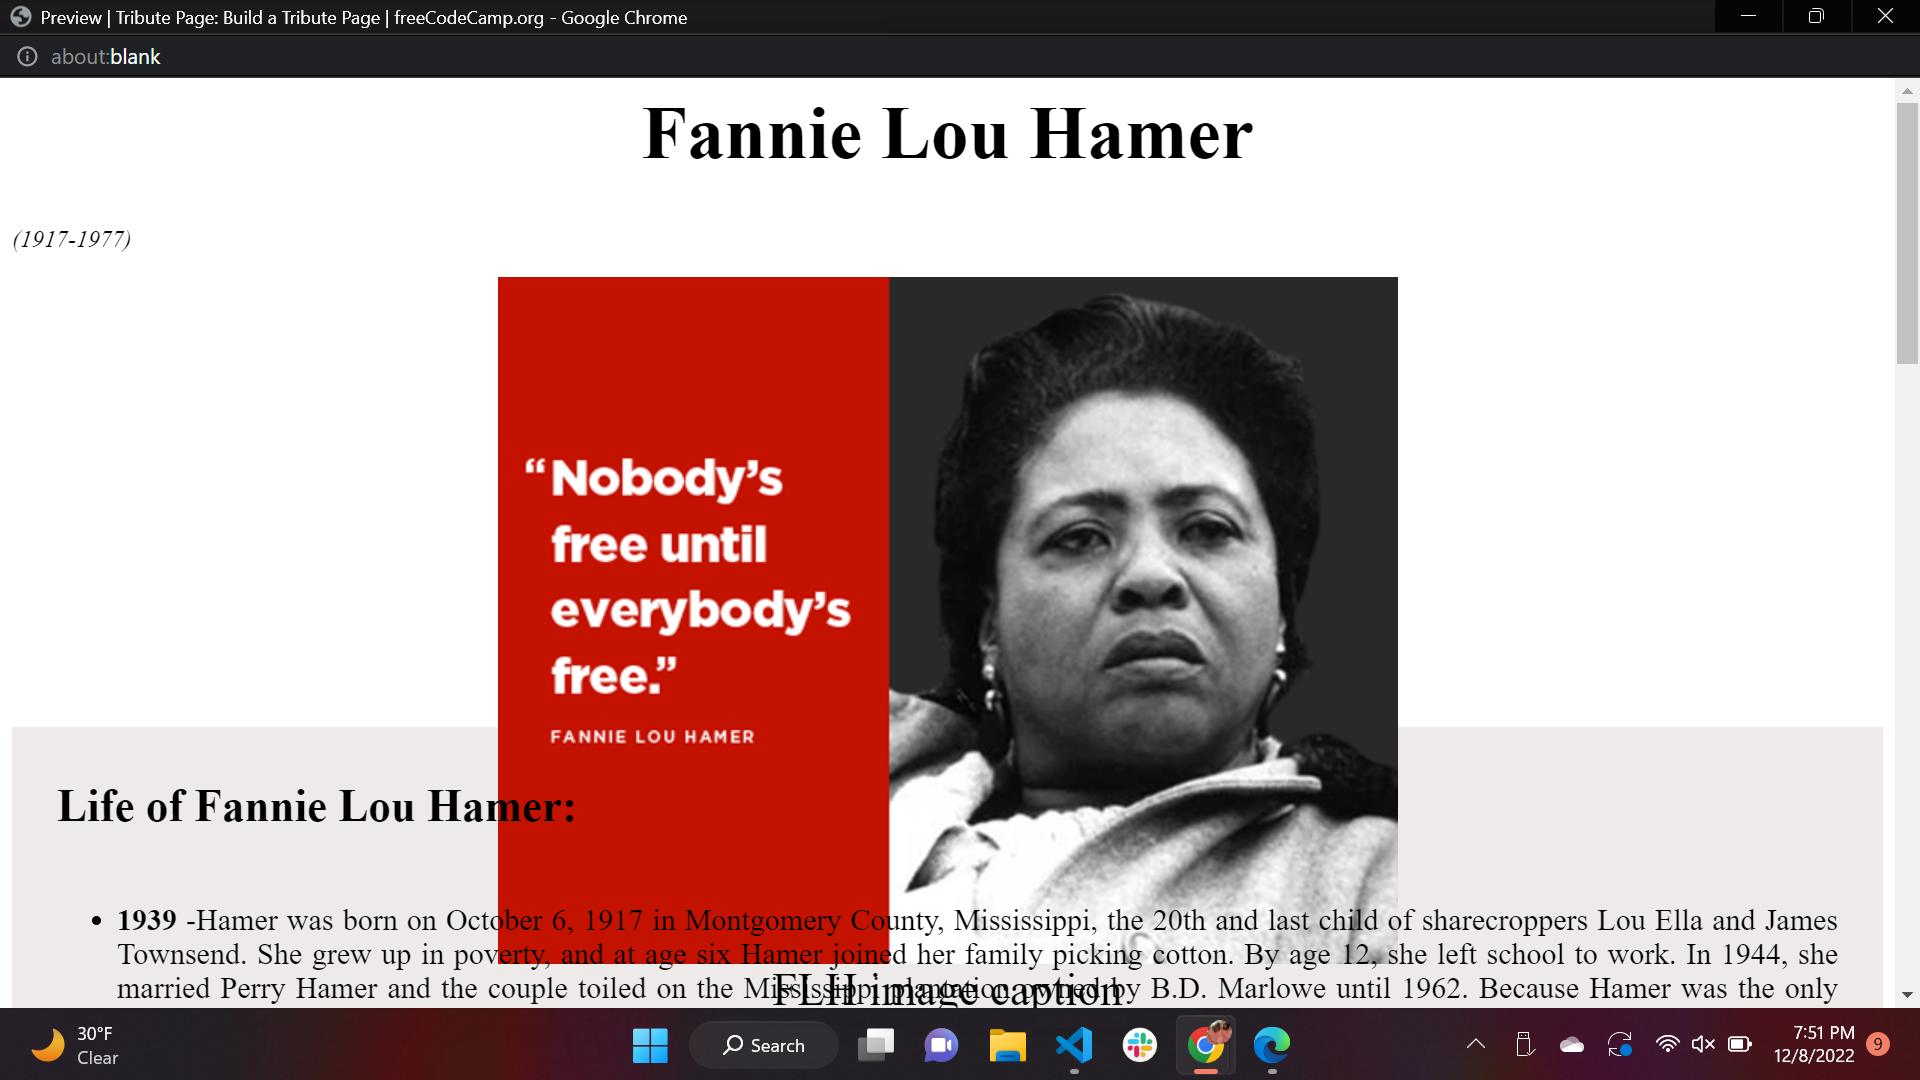 Preview | Tribute Page: Build a Tribute Page | freeCodeCamp.org - Google Chrome
about:blank
Fannie Lou Hamer
(1917-1977)
“Nobody’s
free until
everybody’s
free.”
FANNIE LOU HAMER
Life of Fannie Lou Hamer:
1939 -Hamer was born on October 6, 1917 in Montgomery County, Mississippi, the 20th and last child of sharecroppers Lou Ella and James
Townsend. She grew up in poverty, and at age six Hamer joined her family picking cotton. By age 12, she left school to work. In 1944, she
married Perry Hamer and the couple toiled on the Mississippi plantation owned by B.D. Marlowe until 1962. Because Hamer was the only
FLH image caption
30°F
Clear
Search
7:51 PM
12/8/2022
9